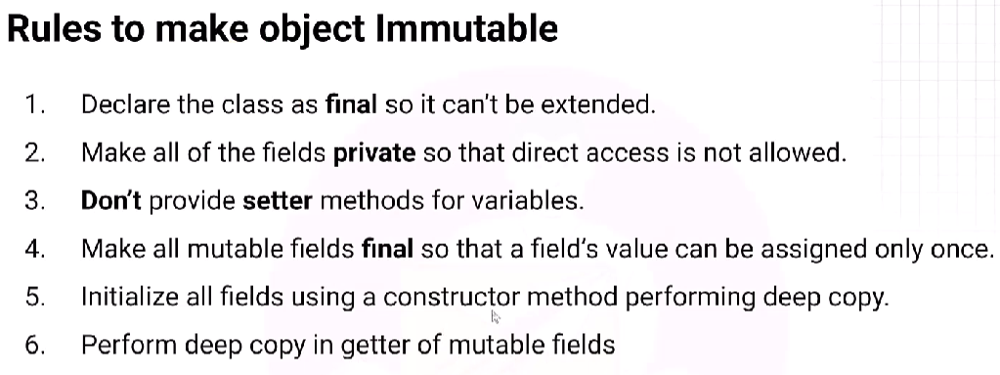 Rules to make object Immutable
1. Declare the class as final so it can't be extended.
2. Make all of the fields private so that direct access is not allowed.
3. Don't provide setter methods for variables.
4. Make all mutable fields final so that a field's value can be assigned only once.
5. Initialize all fields using a constructor method performing deep copy.
6. Perform deep copy in getter of mutable fields